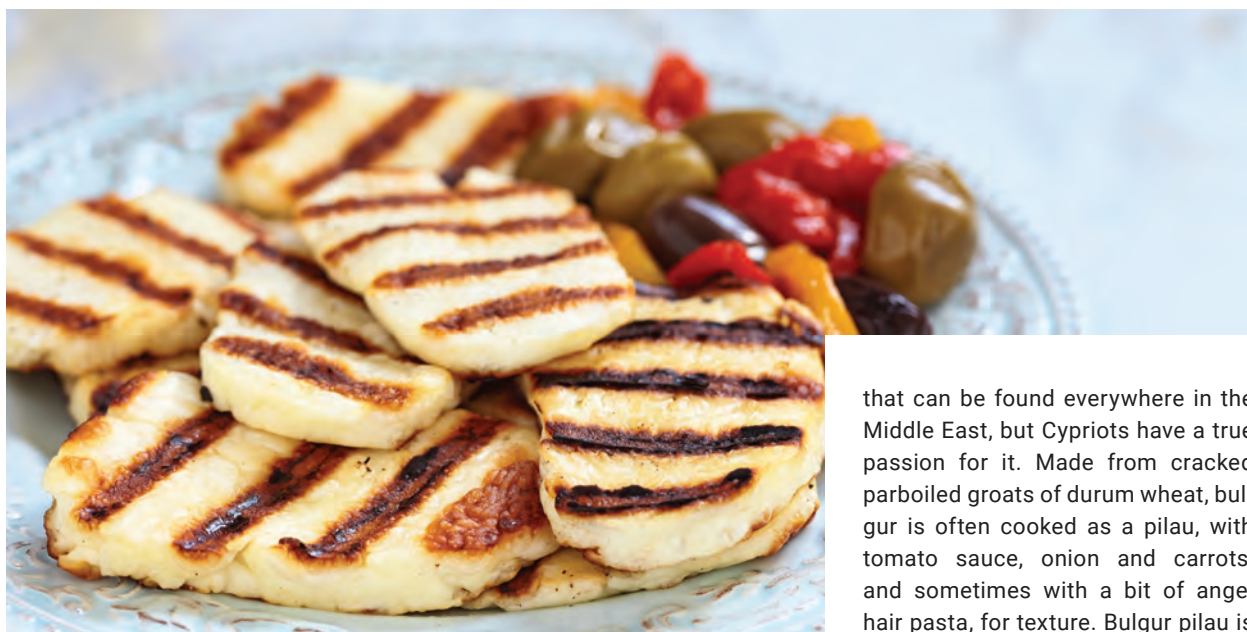 that can be found everywhere in the
Middle East, but Cypriots have a true
passion for it. Made from cracked
parboiled groats of durum wheat, bul
gur is often cooked as a pilau, with
tomato sauce, onion and carrots
and sometimes with a bit of ange
hair pasta, for texture. Bulgur pilau is